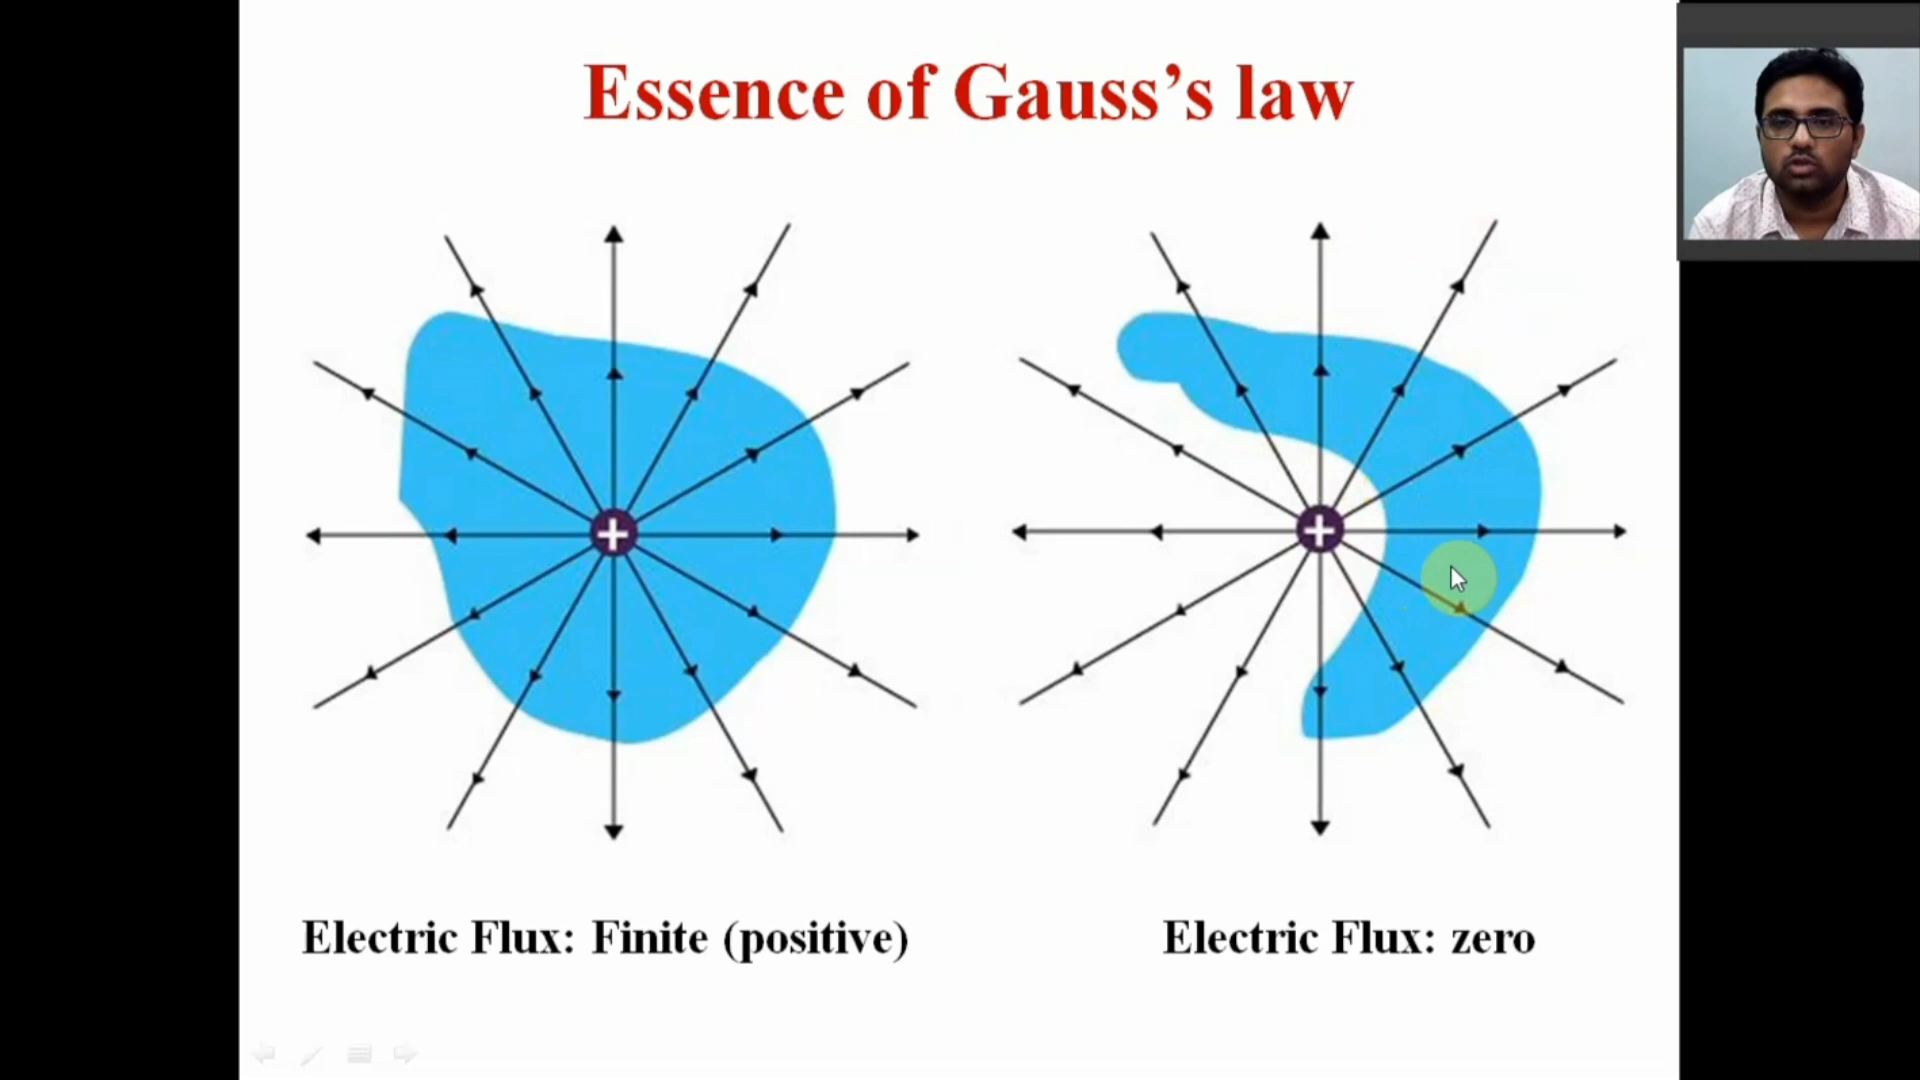 Essence of Gauss’s law
+
+
Electric Flux: Finite (positive)
Electric Flux: zero